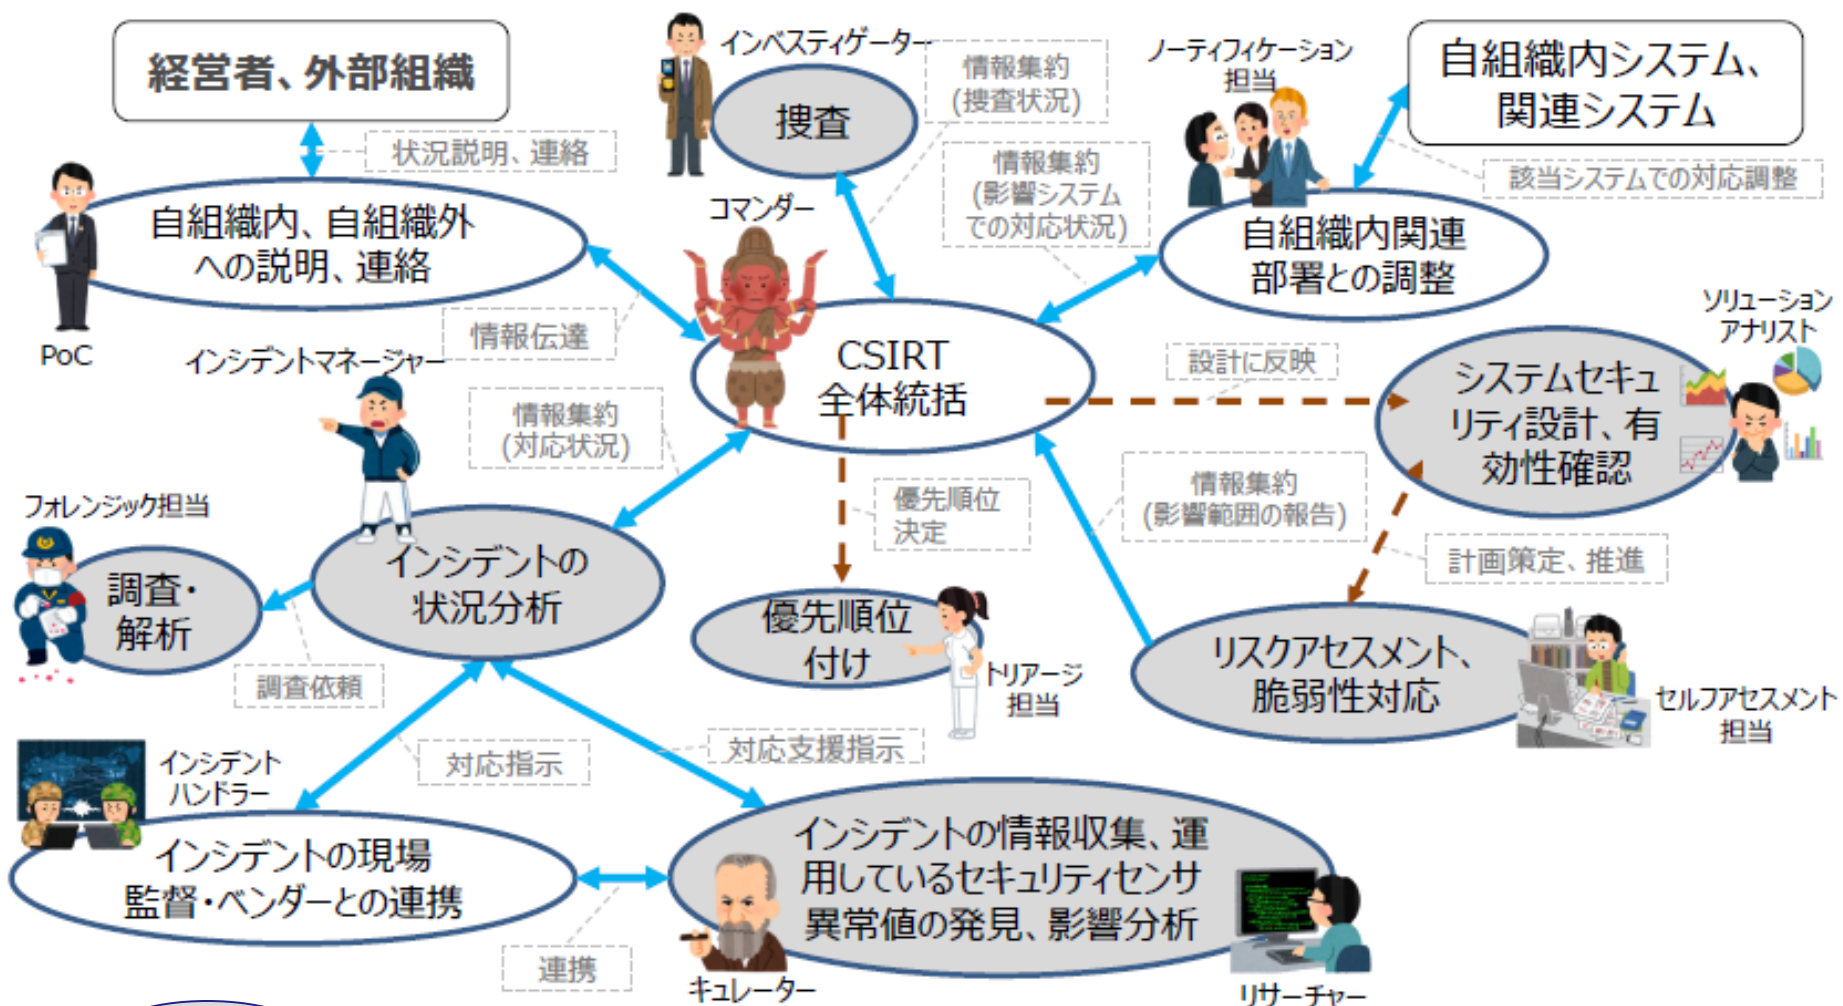 経営者、外部組織
状況説明、連絡
自組織内、自組織外
への説明、連絡
PoC
情報伝達
インベスティゲーター
捜査
情報集約
(捜査状況)
コマンダー
情報集約
(影響システム
での対応状況)
ノーティフィケーション
担当
自組織内システム、
関連システム
該当システムでの対応調整
自組織内関連
部署との調整
CSIRT
全体統括
設計に反映
ソリューション
アナリスト
システムセキュ
リティ設計、有
効性確認
インシデントマネージャー
情報集約
(対応状況)
優先順位
決定
情報集約
(影響範囲の報告)
計画策定、推進
フォレンジック担当
調査・
解析
インシデントの
状況分析
調査依頼
優先順位
付け
トリアージ
担当
リスクアセスメント、
脆弱性対応
セルフアセスメント
担当
インシデント
ハンドラー
対応指示
対応支援指示
インシデントの現場
監督・ベンダーとの連携
連携
インシデントの情報収集、運
用しているセキュリティセンサ
異常値の発見、影響分析
キュレーター
リサーチャー